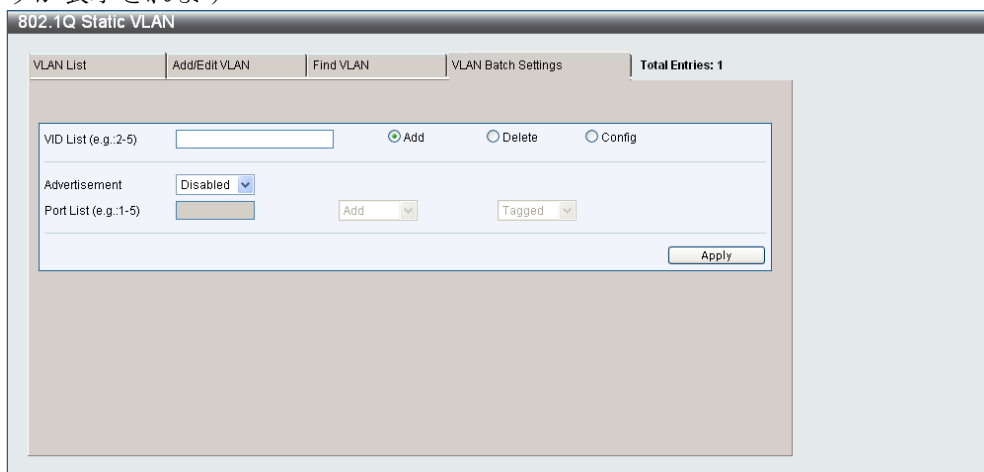 802.1Q Static VLAN
VLAN List Add/Edit VLAN Find VLAN VLAN Batch Settings Total Entries: 1
VID List (e.g.:2-5) Add Delete Config
Advertisement Disabled
Port List (e.g.:1-5) Add Tagged
Apply